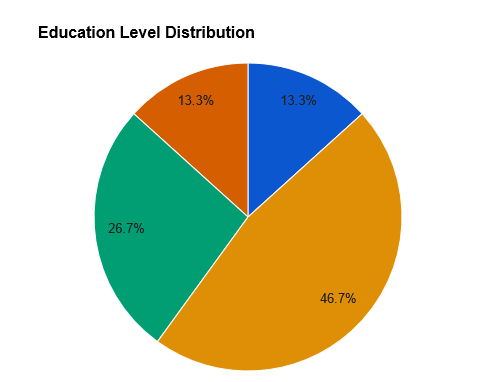 Education Level Distribution
13.3% 13.3%
26.7%
46.7%